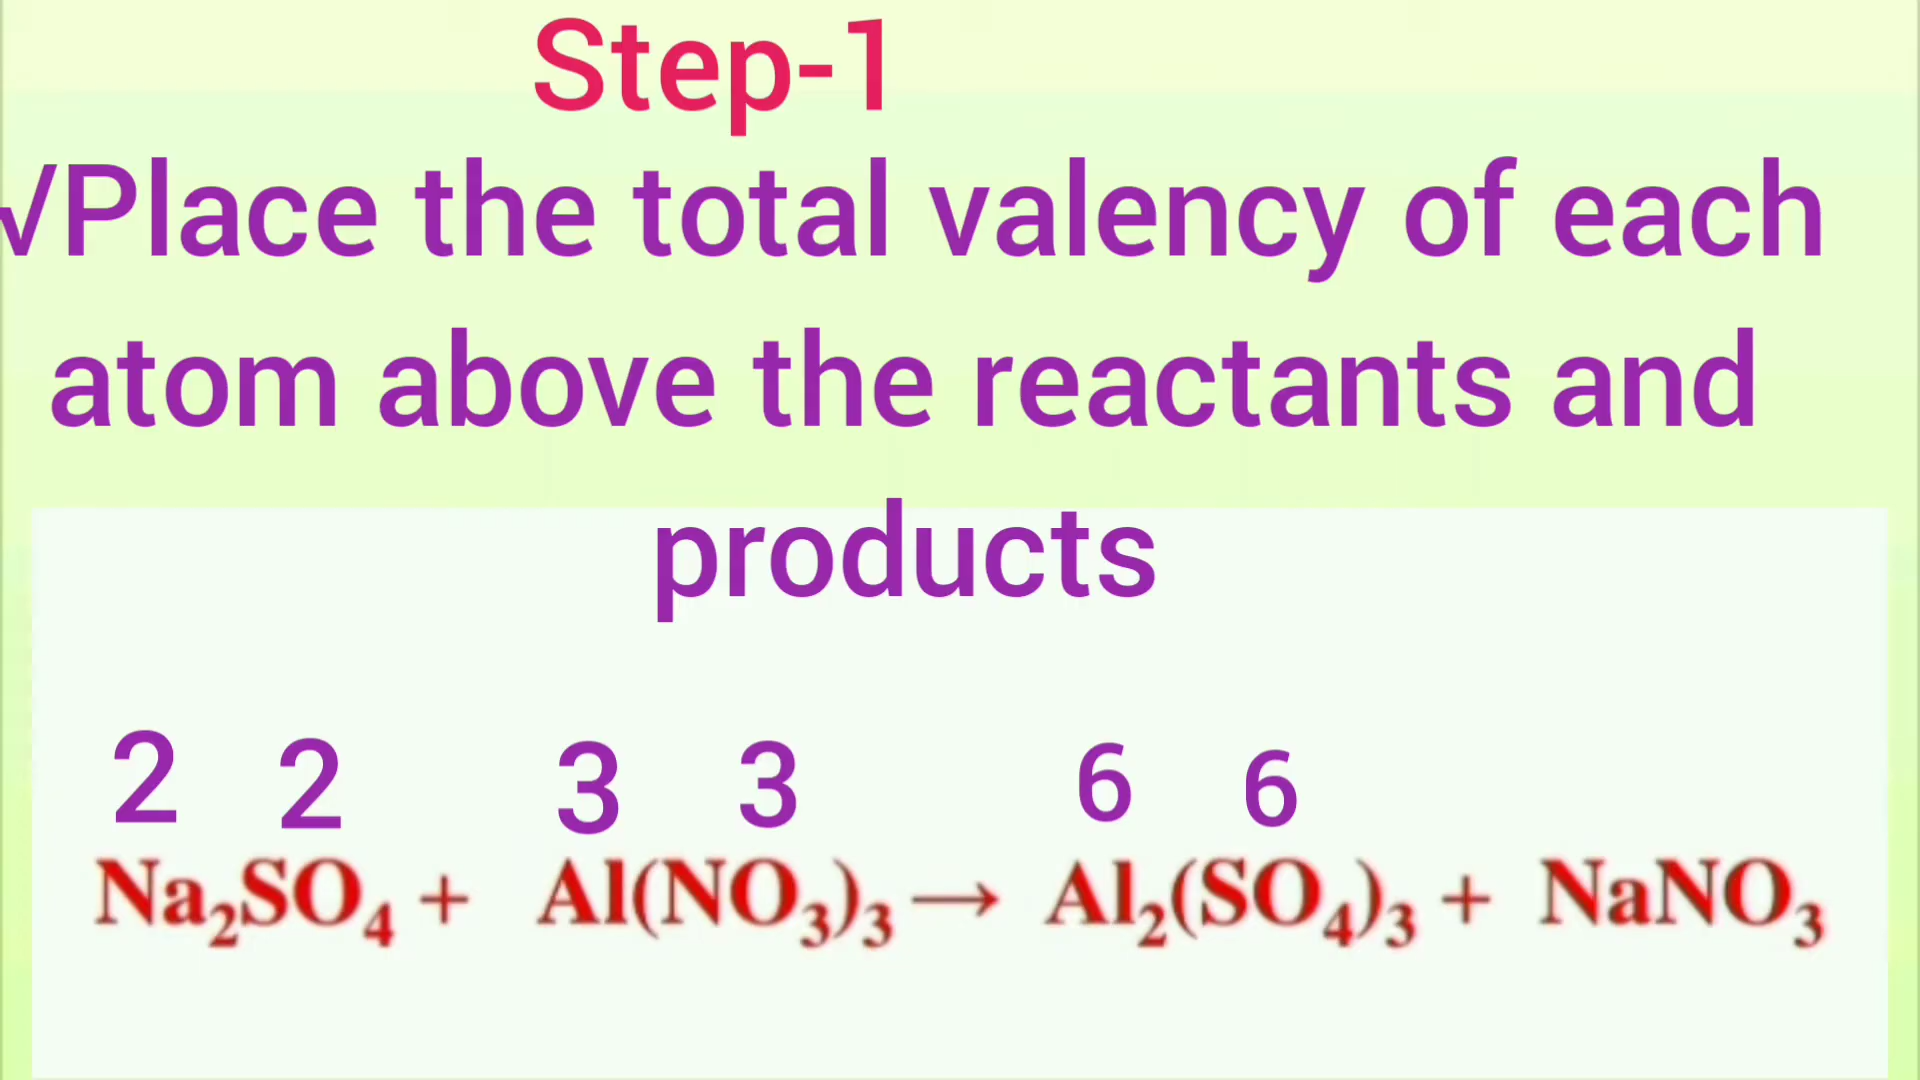 Step-1
√Place the total valency of each
atom above the reactants and
products
2 2 3 3 6 6
Na₂SO₄ + Al(NO₃)₃ → Al₂(SO₄)₃ + NaNO₃